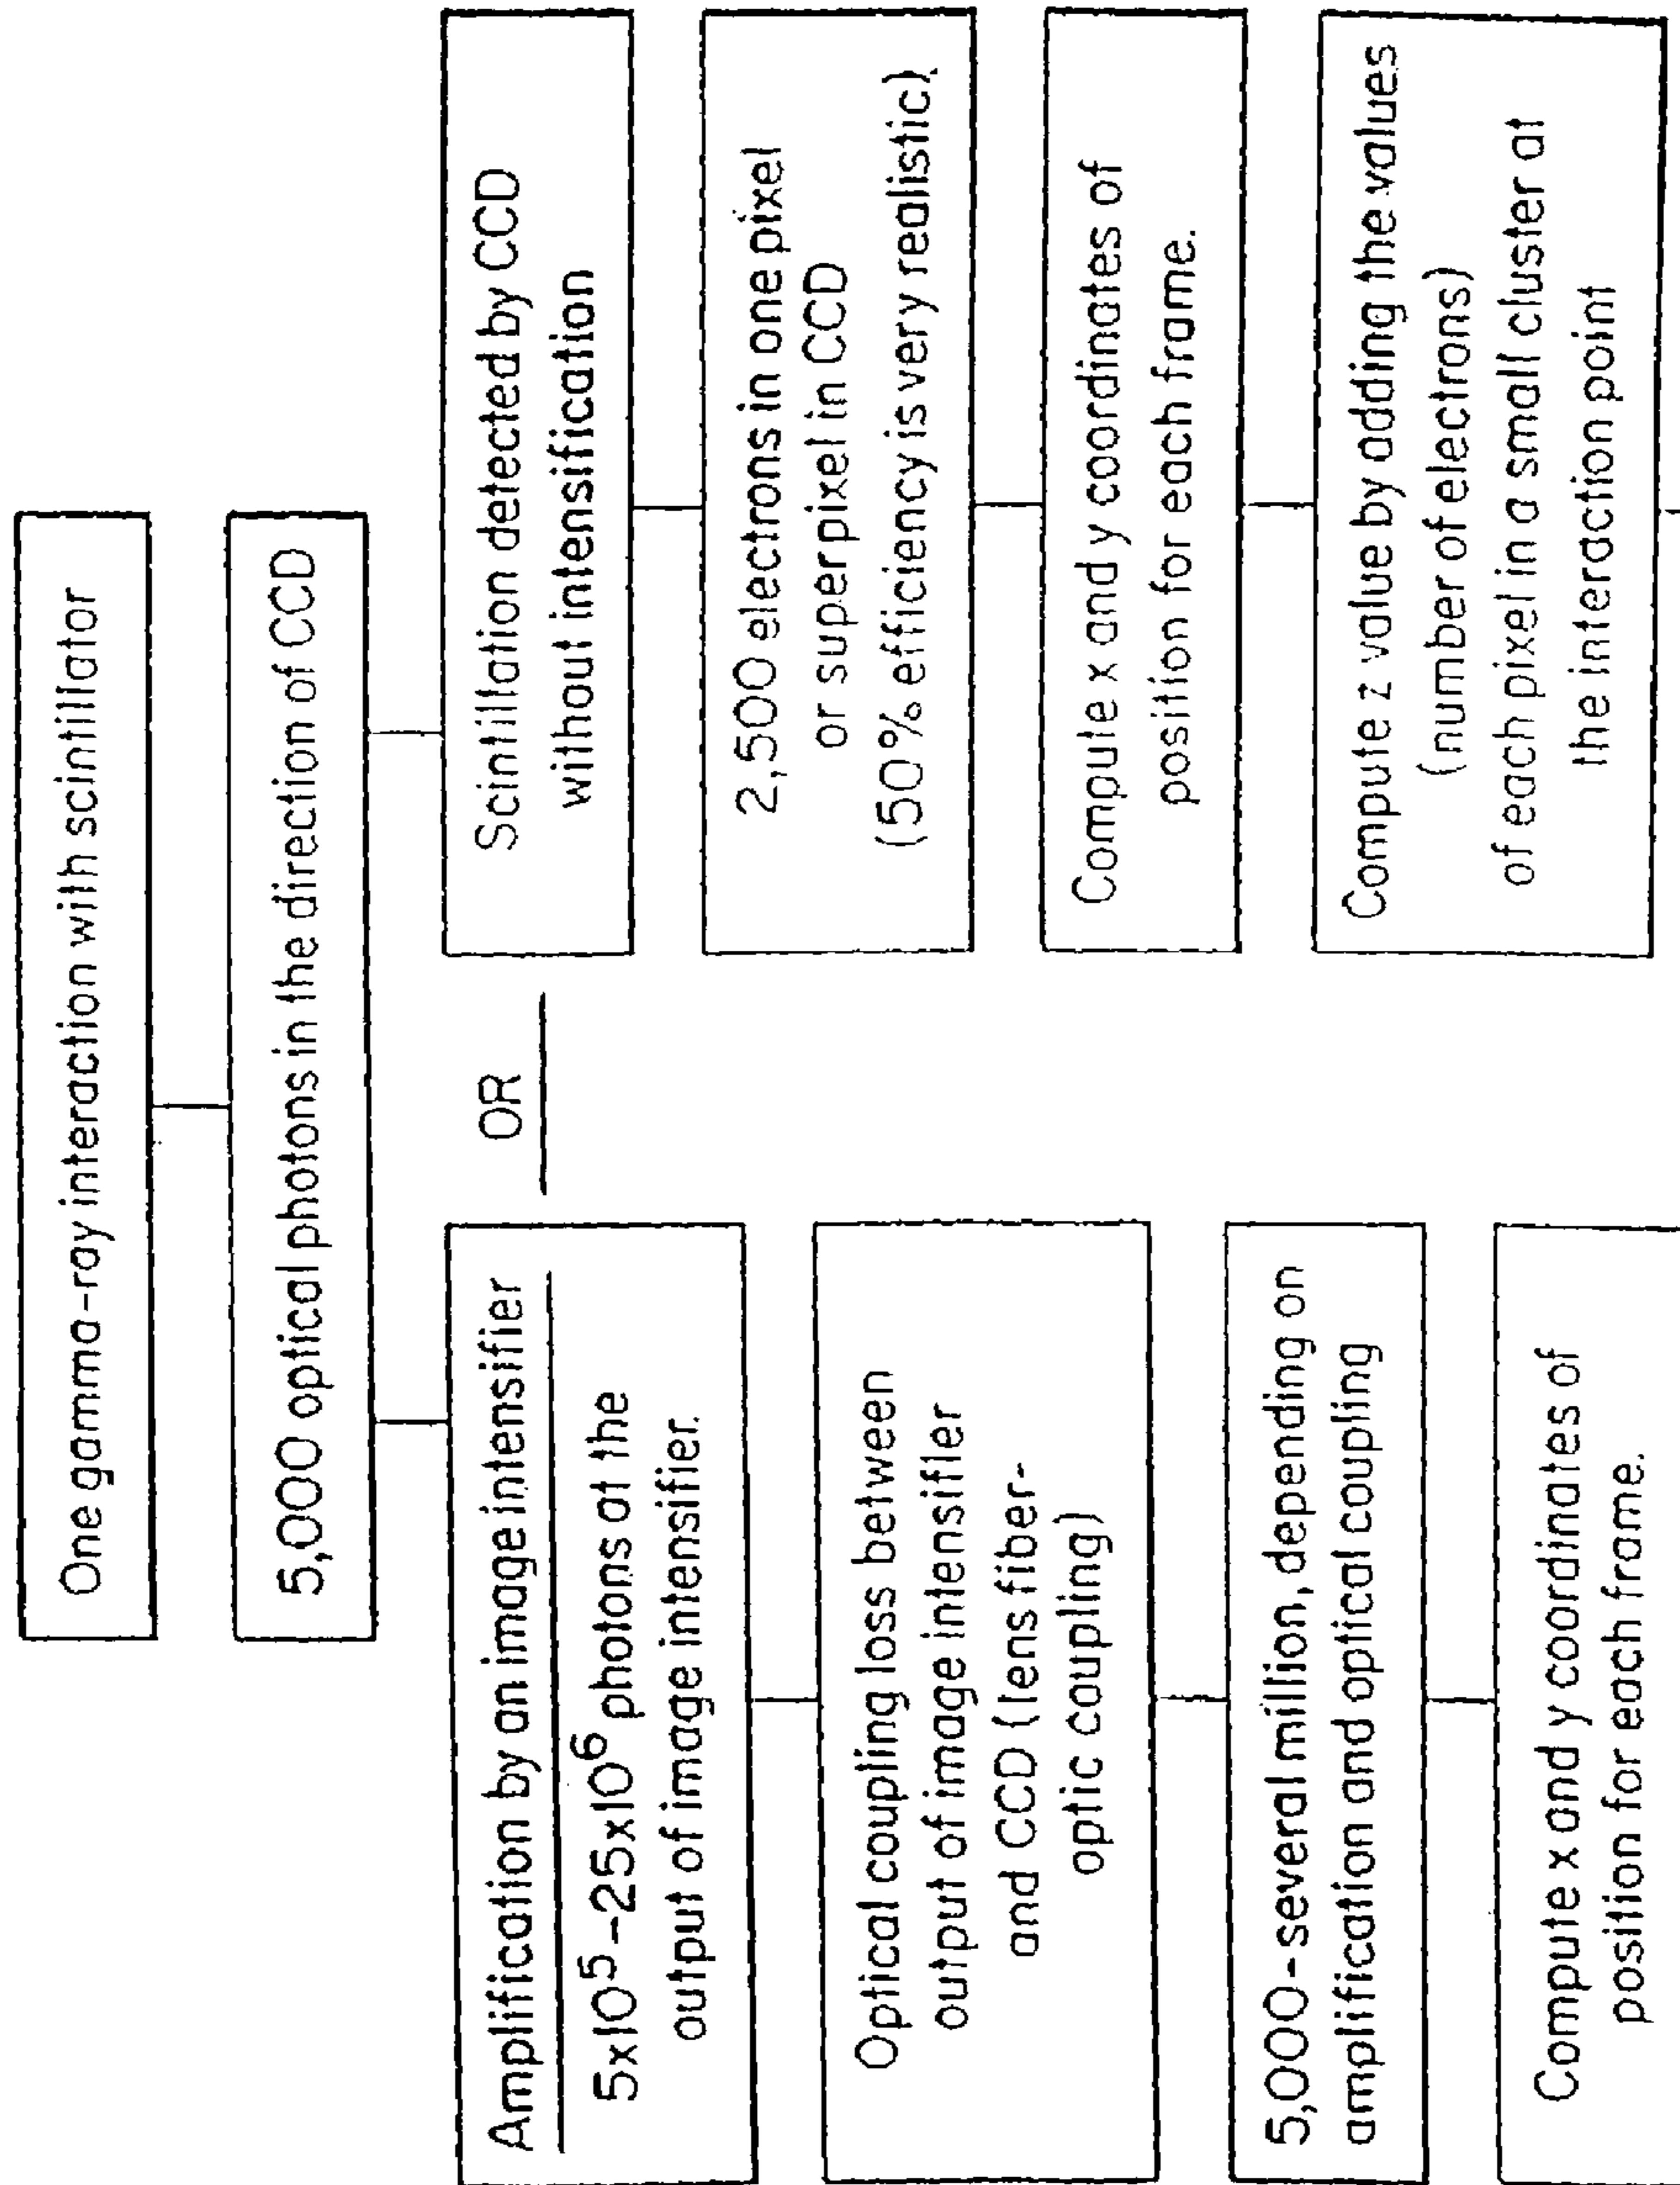 One gamma-ray interaction with scintillator
5,000 optical photons in the direction of CCD
Amplification by an image intensifier
5x10⁵-25x10⁶ photons at the
output of image intensifier.
Optical coupling loss between
output of image intensifier
and CCD (lens fiber-
optic coupling)
5,000-several million, depending on
amplification and optical coupling
Compute x and y coordinates of
position for each frame.
OR
Scintillation detected by CCD
without intensification
2,500 electrons in one pixel
or superpixel in CCD
(50% efficiency is very realistic)
Compute x and y coordinates of
position for each frame.
Compute z value by adding the values
(number of electrons)
of each pixel in a small cluster at
the interaction point